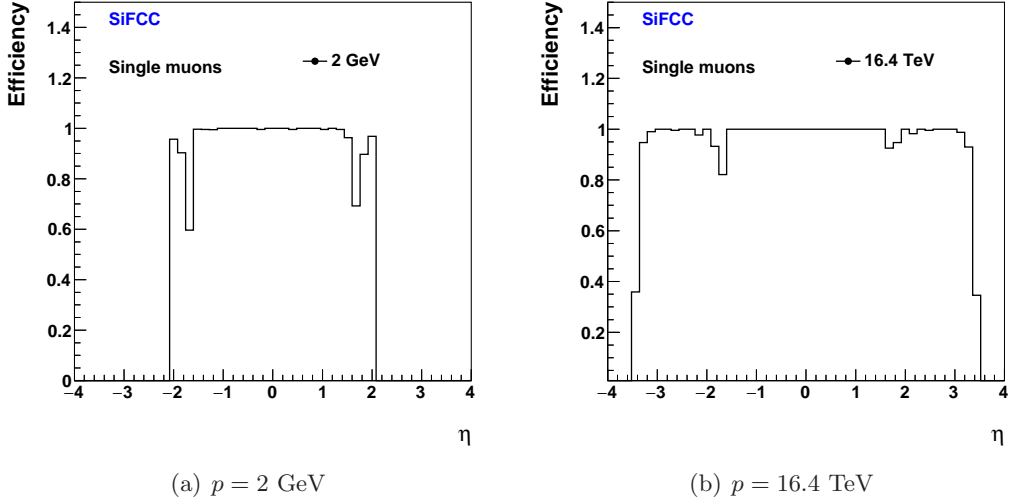 Efficiency
1.4
1.2
1
0.8
0.6
0.4
0.2
0
SiFCC
Single muons
2 GeV
−4 −3 −2 −1 0 1 2 3 4
η
(a) p = 2 GeV
Efficiency
1.4
1.2
1
0.8
0.6
0.4
0.2
SiFCC
Single muons
16.4 TeV
−4 −3 −2 −1 0 1 2 3 4
η
(b) p = 16.4 TeV